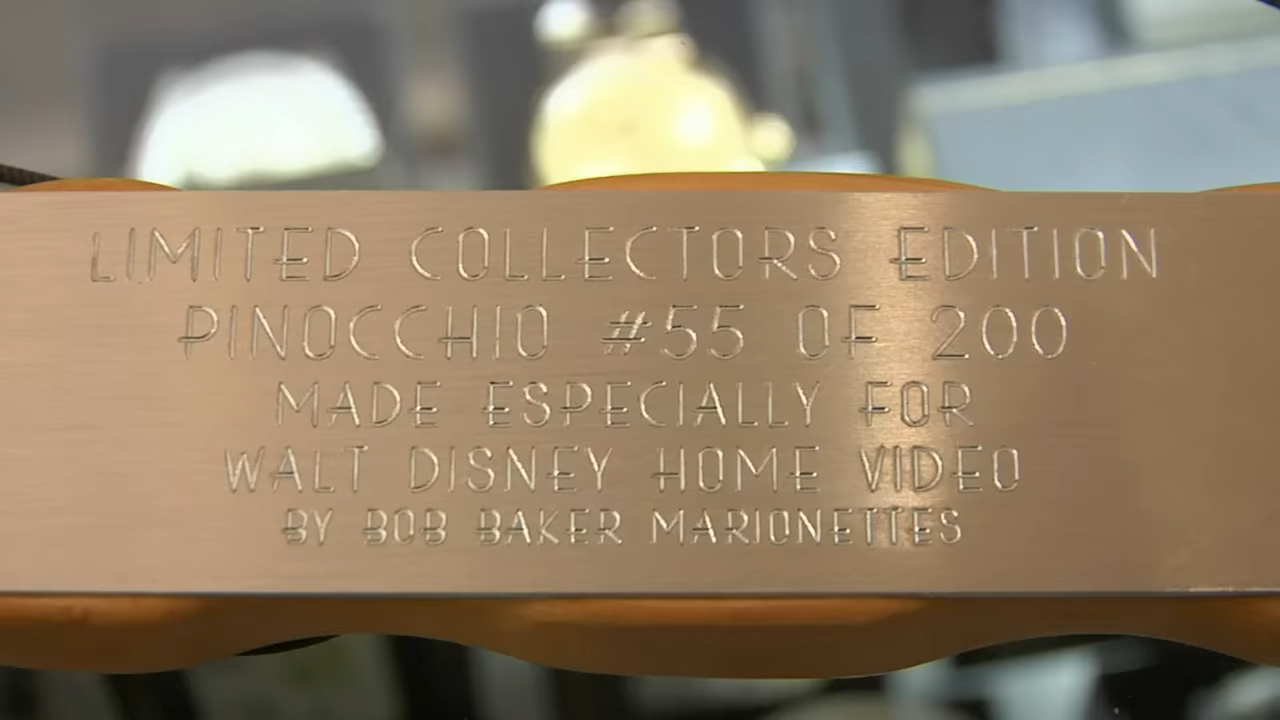 LIMITED COLLECTORS EDITION
PINOCCHIO #55 OF 200
MADE ESPECIALLY FOR
WALT DISNEY HOME VIDEO
BY BOB BAKER MARIONETTES